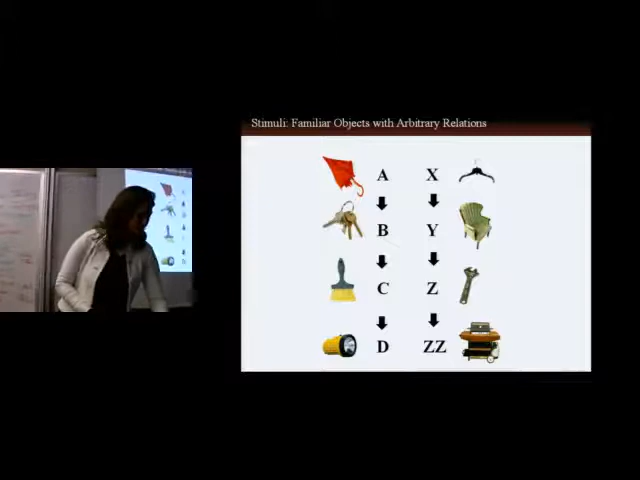 Stimuli: Familiar Objects with Arbitrary Relations
A X
B Y
C Z
D ZZ